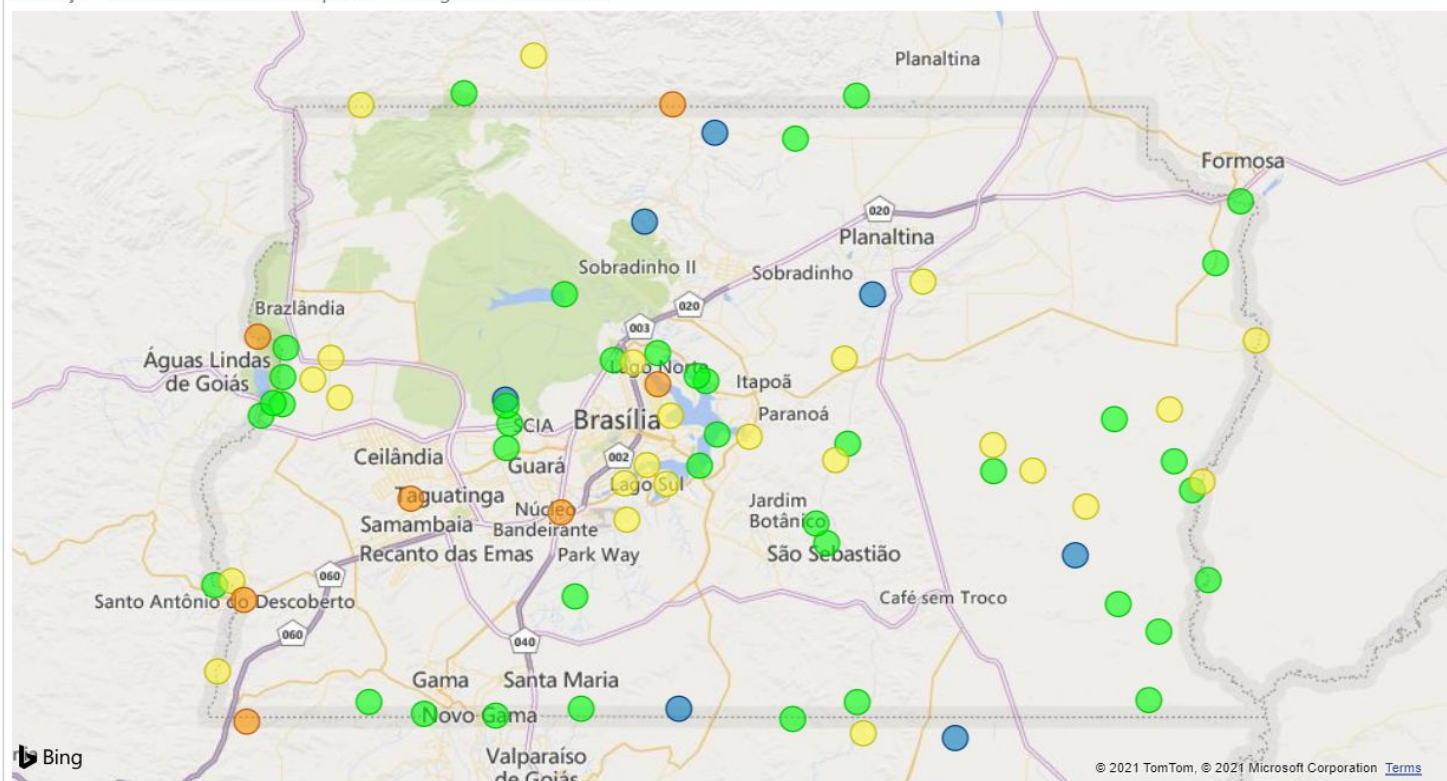 Planaltina
Formosa
020
Planaltina
Sobradinho II
Sobradinho
020
Brazlândia
003
Águas Lindas
de Goiás
Lago Norte
Itapoã
Brasília
Paranoá
SCIA
Ceilândia
002
Guará
Lago Sul
Taguatinga
Jardim
Botânico
Núcleo
Bandeirante
Samambaia
Recanto das Emas
Park Way
São Sebastião
060
Santo Antônio do Descoberto
Café sem Troco
060
040
Gama
Santa Maria
Novo Gama
Valparaíso
de Goiás
Bing
© 2021 TomTom, © 2021 Microsoft Corporation Terms